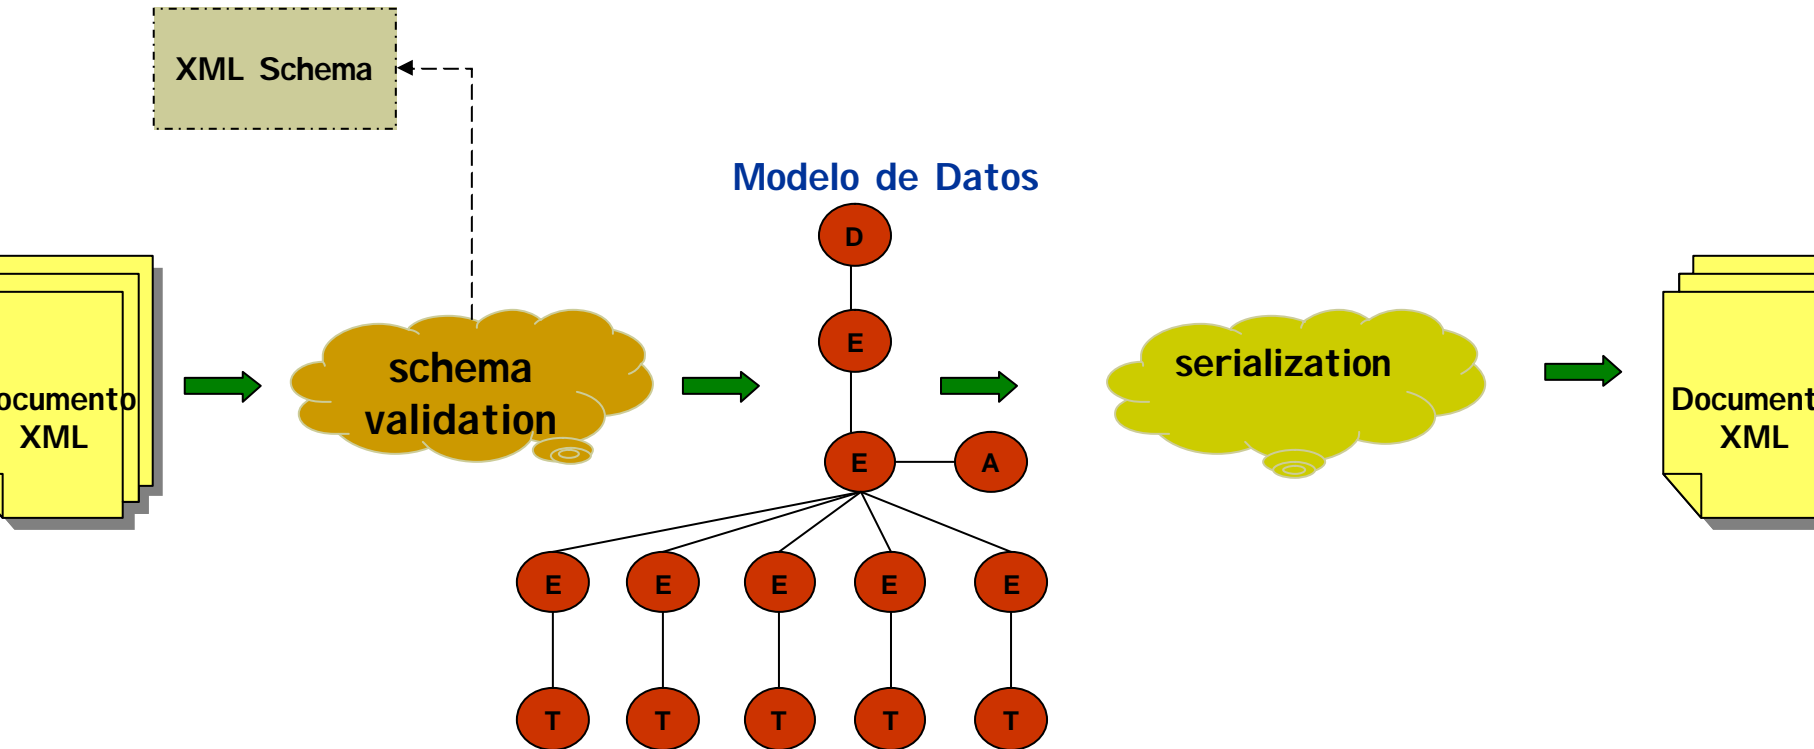 XML Schema
Modelo de Datos
D
E
schema
validation
serialization
ocumento
XML
Document
XML
E
A
E
E
E
E
E
T
T
T
T
T